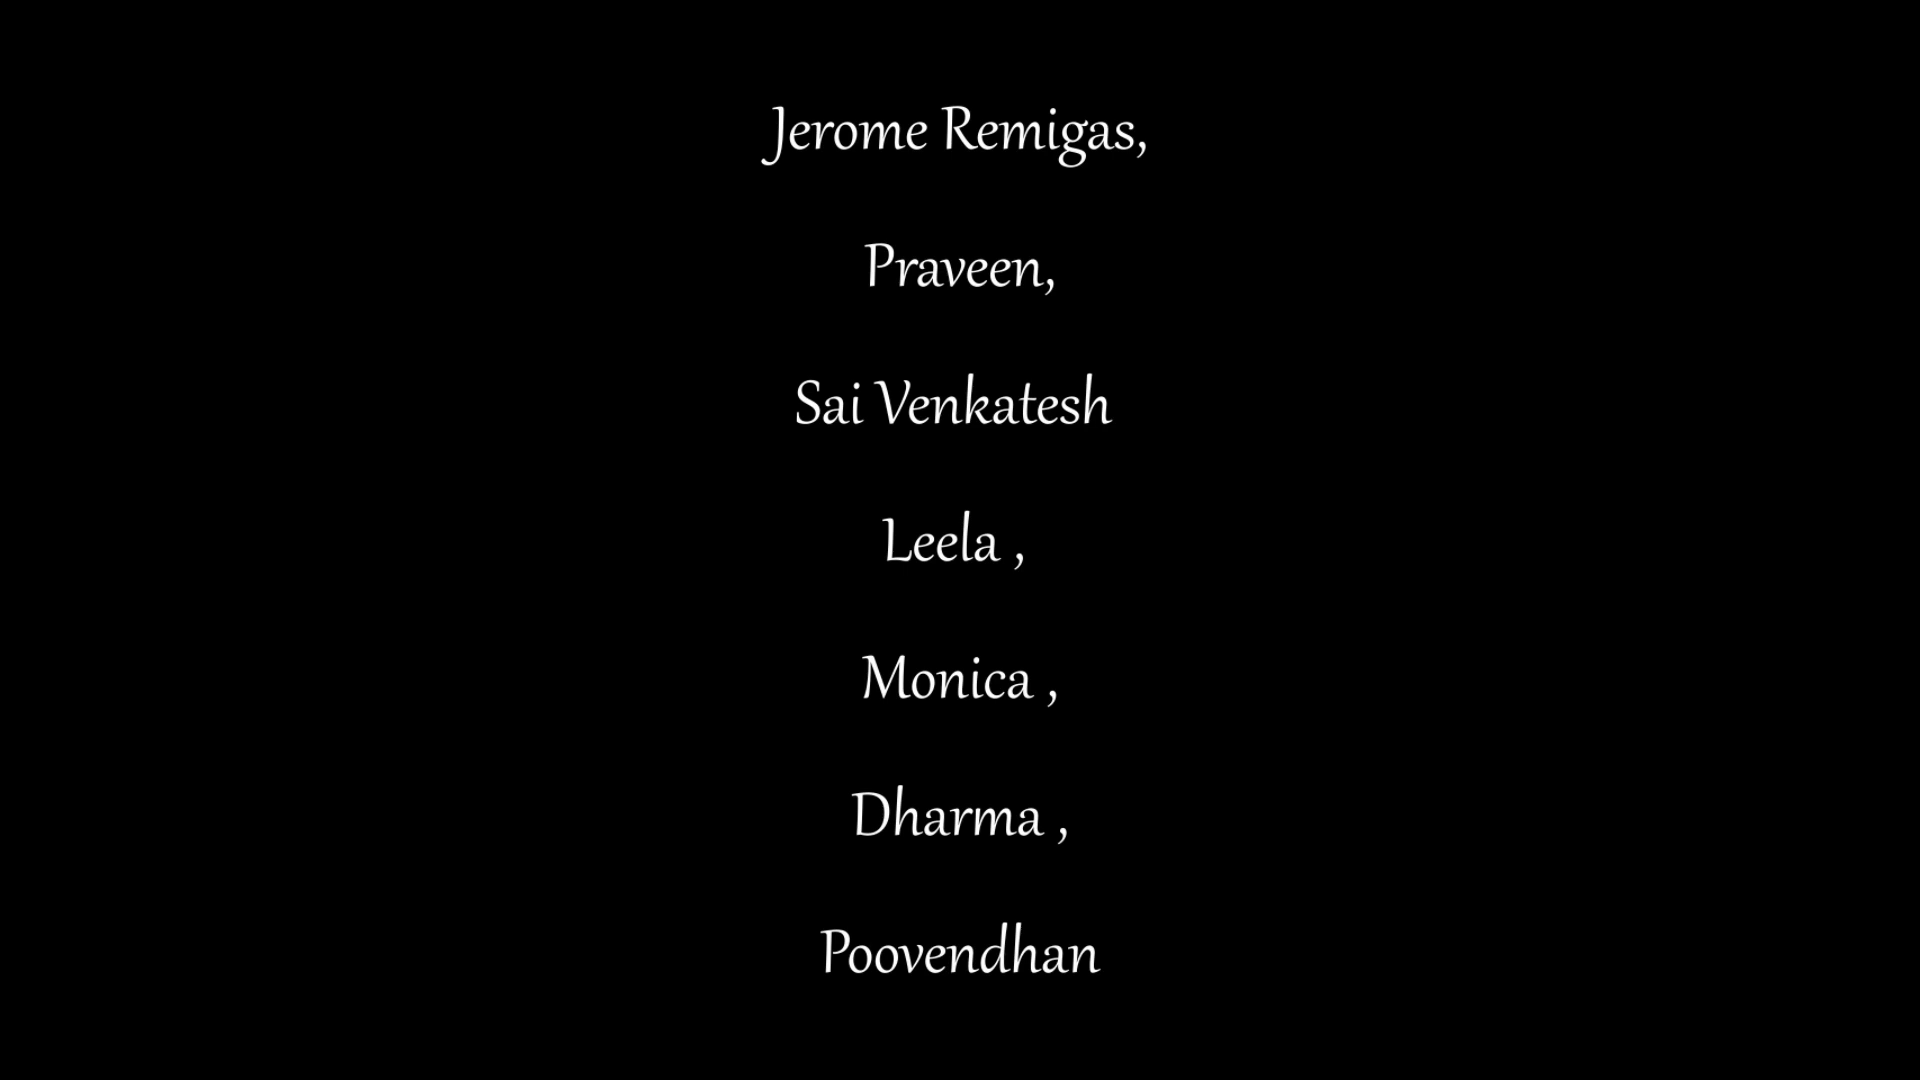 Jerome Remigas,
Praveen,
Sai Venkatesh
Leela ,
Monica ,
Dharma ,
Poovendhan